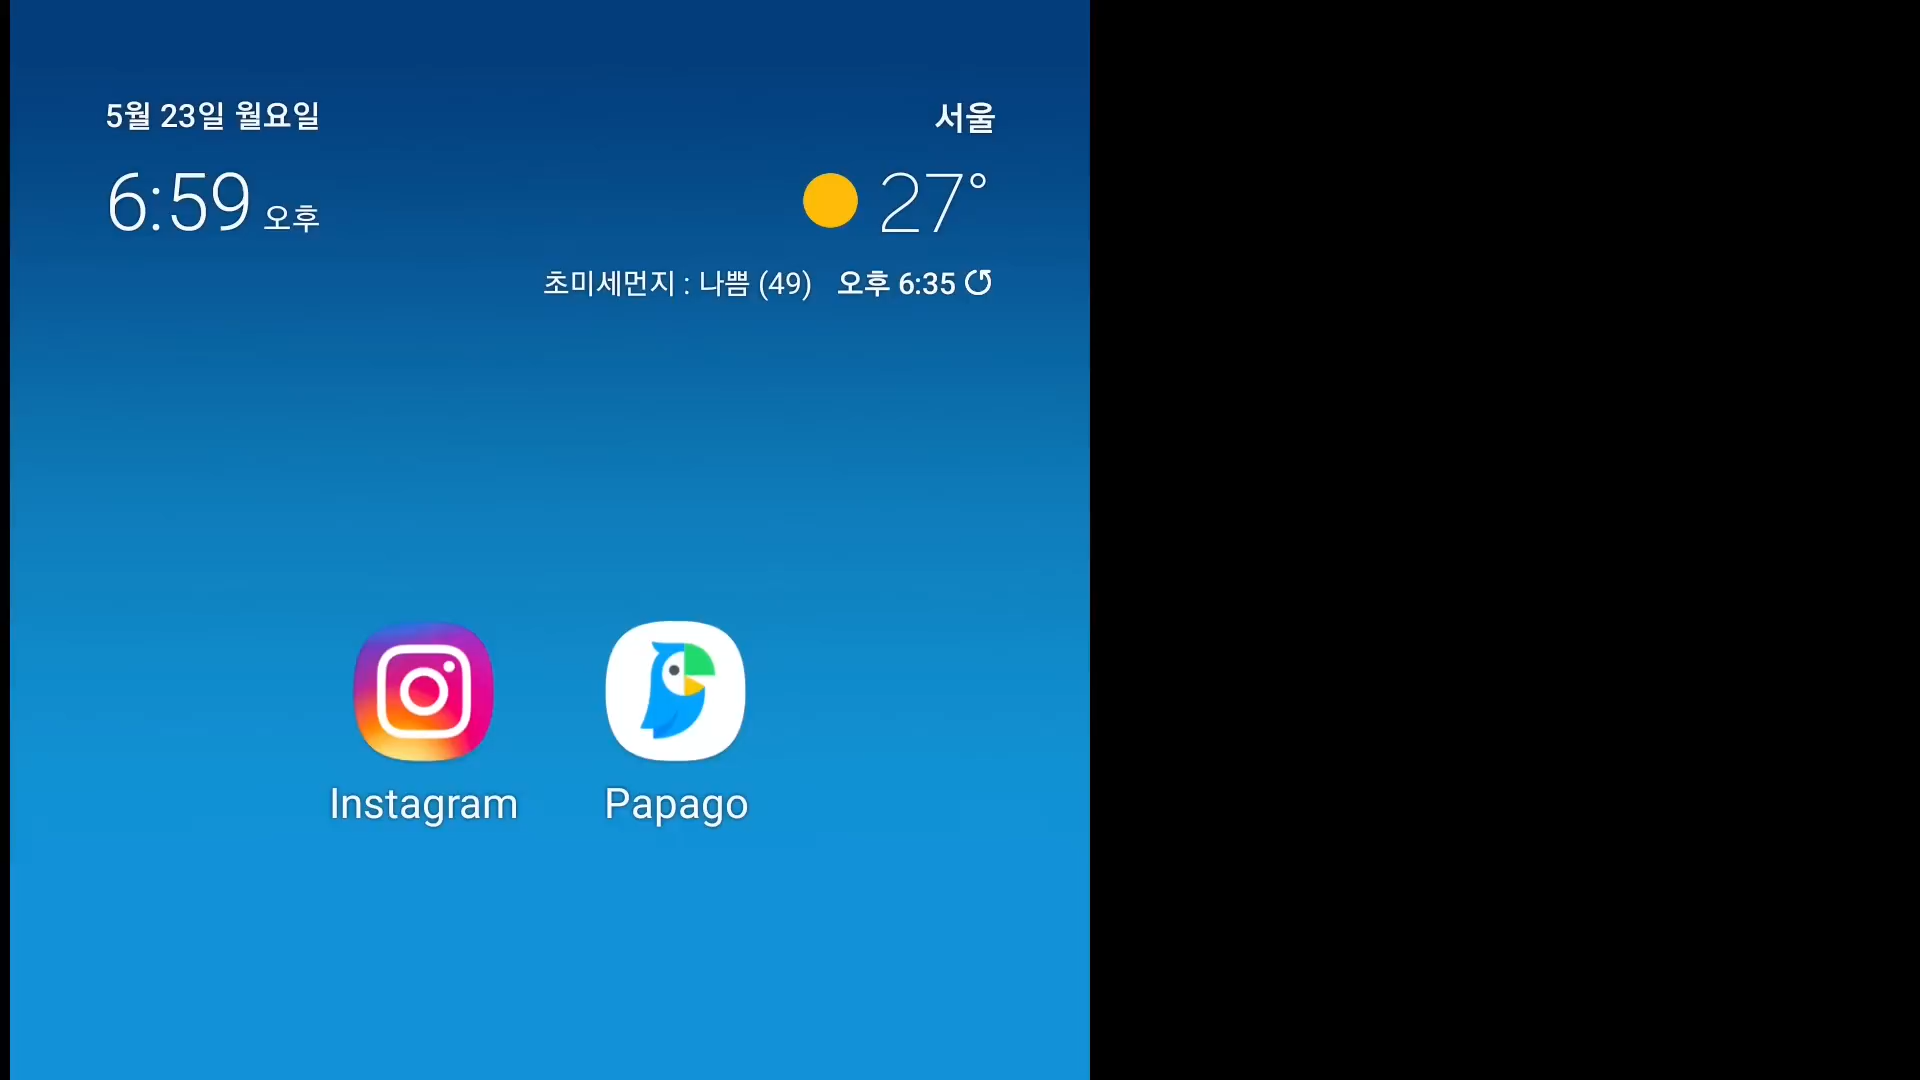 5월 23일 월요일
서울
6:59 오후
27°
초미세먼지 : 나쁨 (49) 오후 6:35
Instagram
Papago